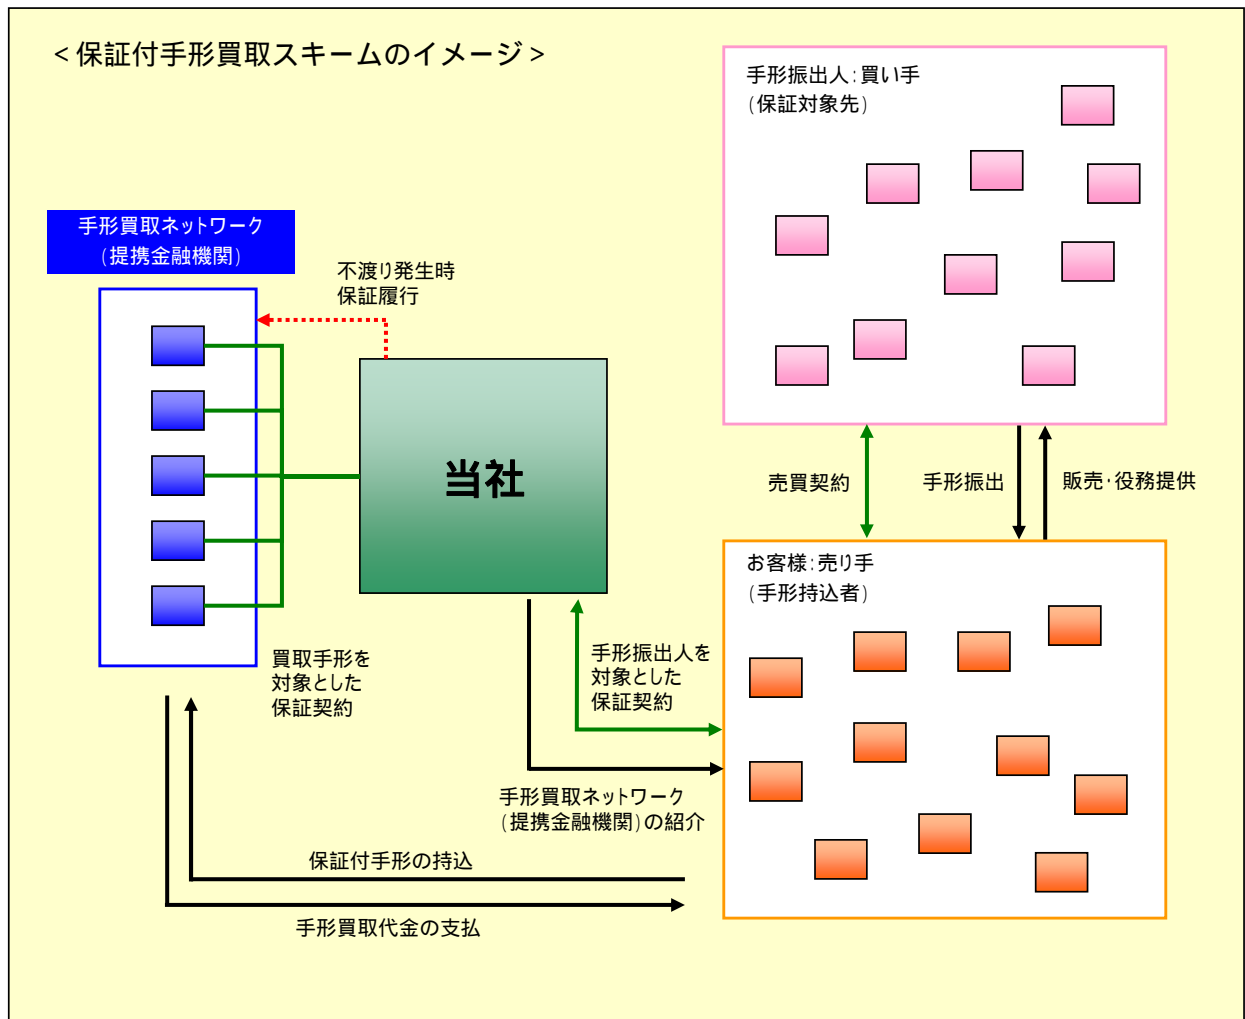 ＜保証付手形買取スキームのイメージ＞
手形振出人：買い手
（保証対象先）
手形買取ネットワーク
（提携金融機関）
不渡り発生時
保証履行
当社
売買契約
手形振出
販売・役務提供
お客様：売り手
（手形持込者）
買取手形を
対象とした
保証契約
手形振出人を
対象とした
保証契約
手形買取ネットワーク
（提携金融機関）の紹介
保証付手形の持込
手形買取代金の支払